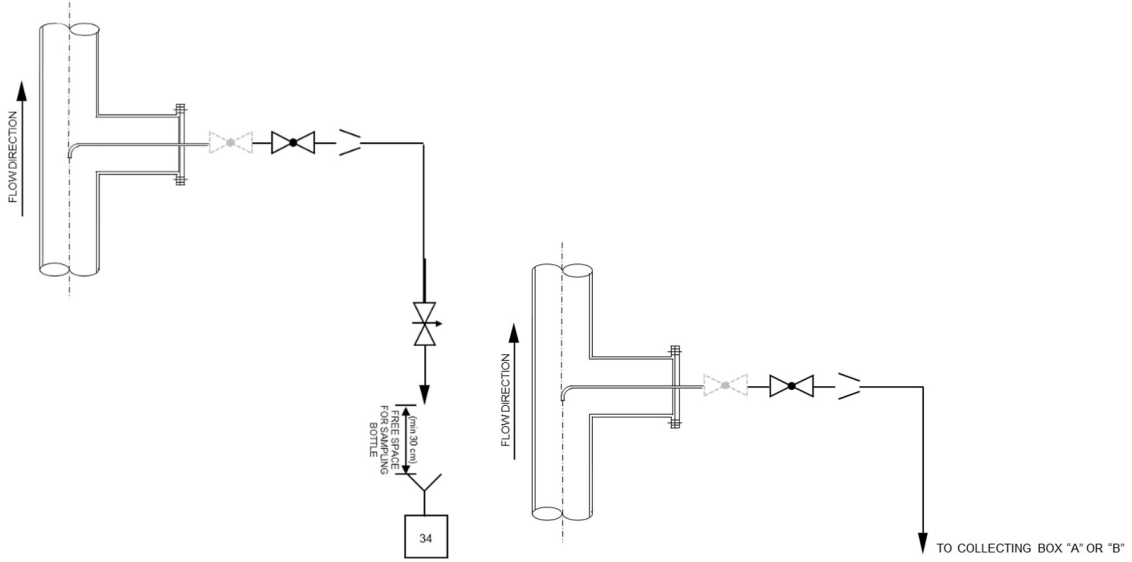 FLOW DIRECTION
(min 30 cm)
FREE SPACE
FOR SAMPLING
BOTTLE
34
FLOW DIRECTION
TO COLLECTING BOX “A” OR “B”